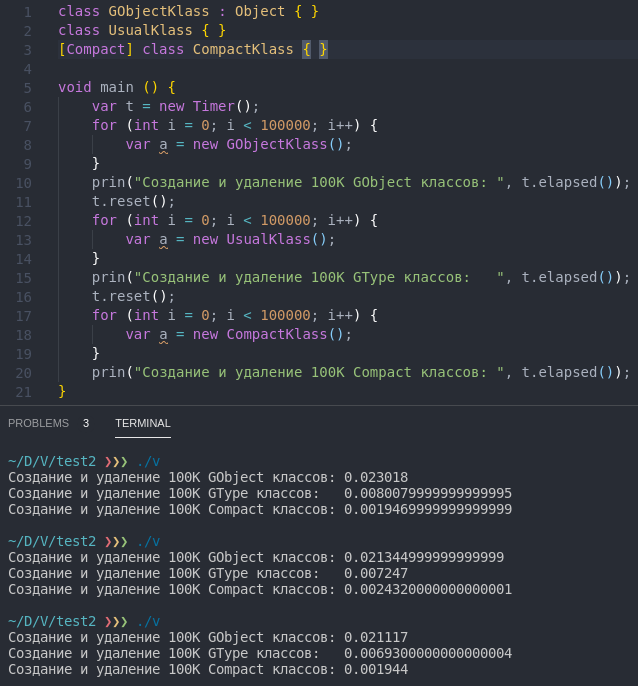 1 class GObjectKlass : Object { }
2 class UsualKlass { }
3 [Compact] class CompactKlass { }
4
5 void main () {
6     var t = new Timer();
7     for (int i = 0; i < 100000; i++) {
8         var a = new GObjectKlass();
9     }
10     prin("Создание и удаление 100K GObject классов: ", t.elapsed());
11     t.reset();
12     for (int i = 0; i < 100000; i++) {
13         var a = new UsualKlass();
14     }
15     prin("Создание и удаление 100K GType классов:   ", t.elapsed());
16     t.reset();
17     for (int i = 0; i < 100000; i++) {
18         var a = new CompactKlass();
19     }
20     prin("Создание и удаление 100K Compact классов: ", t.elapsed());
21 }
PROBLEMS 3 TERMINAL
~/D/V/test2 ❯❯❯ ./v
Создание и удаление 100K GObject классов: 0.023018
Создание и удаление 100K GType классов:   0.0080079999999999995
Создание и удаление 100K Compact классов: 0.0019469999999999999
~/D/V/test2 ❯❯❯ ./v
Создание и удаление 100K GObject классов: 0.021344999999999999
Создание и удаление 100K GType классов:   0.007247
Создание и удаление 100K Compact классов: 0.0024320000000000001
~/D/V/test2 ❯❯❯ ./v
Создание и удаление 100K GObject классов: 0.021117
Создание и удаление 100K GType классов:   0.0069300000000000004
Создание и удаление 100K Compact классов: 0.001944